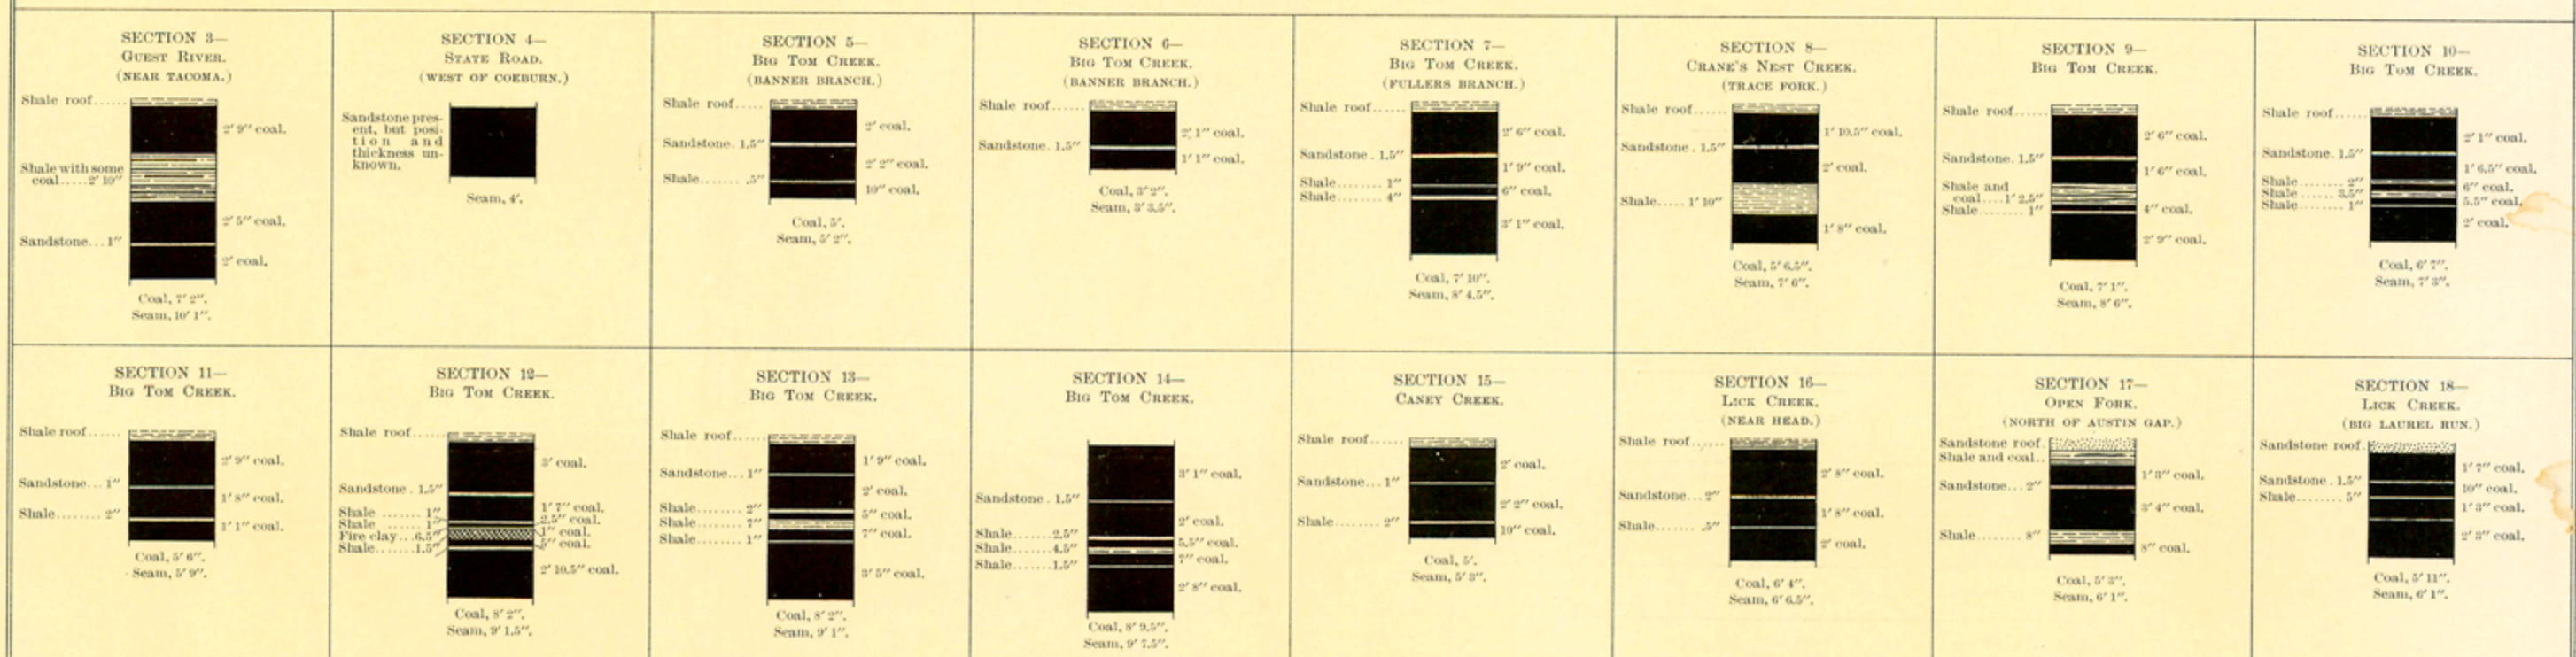 SECTION 3—
GUEST RIVER.
(NEAR TACOMA.)
Shale roof......
2′ 9″ coal.
Shale with some
coal.....2′ 10″
2′ 5″ coal.
Sandstone...1″
2′ coal.
Coal, 7′ 2″.
Seam, 10′ 1″.
SECTION 4—
STATE ROAD.
(WEST OF COEBURN.)
Sandstone pres-
ent, but posi-
tion and
thickness un-
known.
Seam, 4′.
SECTION 5—
BIG TOM CREEK.
(BANNER BRANCH.)
Shale roof.....
2′ coal.
Sandstone. 1.5″
2′ 2″ coal.
Shale....... .5″
10″ coal.
Coal, 5′.
Seam, 5′ 2″.
SECTION 6—
BIG TOM CREEK.
(BANNER BRANCH.)
Shale roof......
2′ 1″ coal.
Sandstone. 1.5″
1′ 1″ coal.
Coal, 3′ 2″.
Seam, 3′ 3.5″.
SECTION 7—
BIG TOM CREEK.
(FULLERS BRANCH.)
Shale roof......
2′ 6″ coal.
Sandstone . 1.5″
1′ 9″ coal.
Shale........ 1″
6″ coal.
Shale........ 4″
3′ 1″ coal.
Coal, 7′ 10″.
Seam, 8′ 4.5″.
SECTION 8—
CRANE'S NEST CREEK.
(TRACE FORK.)
Shale roof......
1′ 10.5″ coal.
Sandstone . 1.5″
2′ coal.
Shale.... 1′ 10″
1′ 8″ coal.
Coal, 5′ 6.5″.
Seam, 7′ 6″.
SECTION 9—
BIG TOM CREEK.
Shale roof......
2′ 6″ coal.
Sandstone. 1.5″
1′ 6″ coal.
Shale and
coal....1′ 2.5″
4″ coal.
Shale........ 1″
2′ 9″ coal.
Coal, 7′ 1″.
Seam, 8′ 6″.
SECTION 10—
BIG TOM CREEK.
Shale roof......
2′ 1″ coal.
Sandstone. 1.5″
1′ 6.5″ coal.
Shale ....... 2″
6″ coal.
Shale ..... 3.5″
5.5″ coal.
Shale........ 1″
2′ coal.
Coal, 6′ 7″.
Seam, 7′ 3″.
SECTION 11—
BIG TOM CREEK.
Shale roof......
2′ 9″ coal.
Sandstone... 1″
1′ 8″ coal.
Shale........ 2″
1′ 1″ coal.
Coal, 5′ 6″.
Seam, 5′ 9″.
SECTION 12—
BIG TOM CREEK.
Shale roof......
3′ coal.
Sandstone . 1.5″
1′ 7″ coal.
Shale ....... 1″
2.5″ coal.
Shale ....... 1″
1″ coal.
Fire clay...6.5″
5″ coal.
Shale.......1.5″
2′ 10.5″ coal.
Coal, 8′ 2″.
Seam, 9′ 1.5″.
SECTION 13—
BIG TOM CREEK.
Shale roof......
1′ 9″ coal.
Sandstone... 1″
2′ coal.
Shale........ 2″
5″ coal.
Shale........ 7″
7″ coal.
Shale........ 1″
3′ 5″ coal.
Coal, 8′ 2″.
Seam, 9′ 1″.
SECTION 14—
BIG TOM CREEK.
3′ 1″ coal.
Sandstone . 1.5″
2′ coal.
Shale.......2.5″
5.5″ coal.
Shale.......4.5″
7″ coal.
Shale.......1.5″
2′ 8″ coal.
Coal, 8′ 9.5″.
Seam, 9′ 7.5″.
SECTION 15—
CANEY CREEK.
Shale roof......
2′ coal.
Sandstone... 1″
2′ 2″ coal.
Shale........ 2″
10″ coal.
Coal, 5′.
Seam, 5′ 3″.
SECTION 16—
LICK CREEK.
(NEAR HEAD.)
Shale roof......
2′ 8″ coal.
Sandstone... 2″
1′ 8″ coal.
Shale....... .5″
2′ coal.
Coal, 6′ 4″.
Seam, 6′ 6.5″.
SECTION 17—
OPEN FORK.
(NORTH OF AUSTIN GAP.)
Sandstone roof.
Shale and coal..
1′ 3″ coal.
Sandstone... 2″
3′ 4″ coal.
Shale........ 8″
8″ coal.
Coal, 5′ 3″.
Seam, 6′ 1″.
SECTION 18—
LICK CREEK.
(BIG LAUREL RUN.)
Sandstone roof.
1′ 7″ coal.
Sandstone . 1.5″
10″ coal.
Shale....... .5″
1′ 3″ coal.
2′ 3″ coal.
Coal, 5′ 11″.
Seam, 6′ 1″.